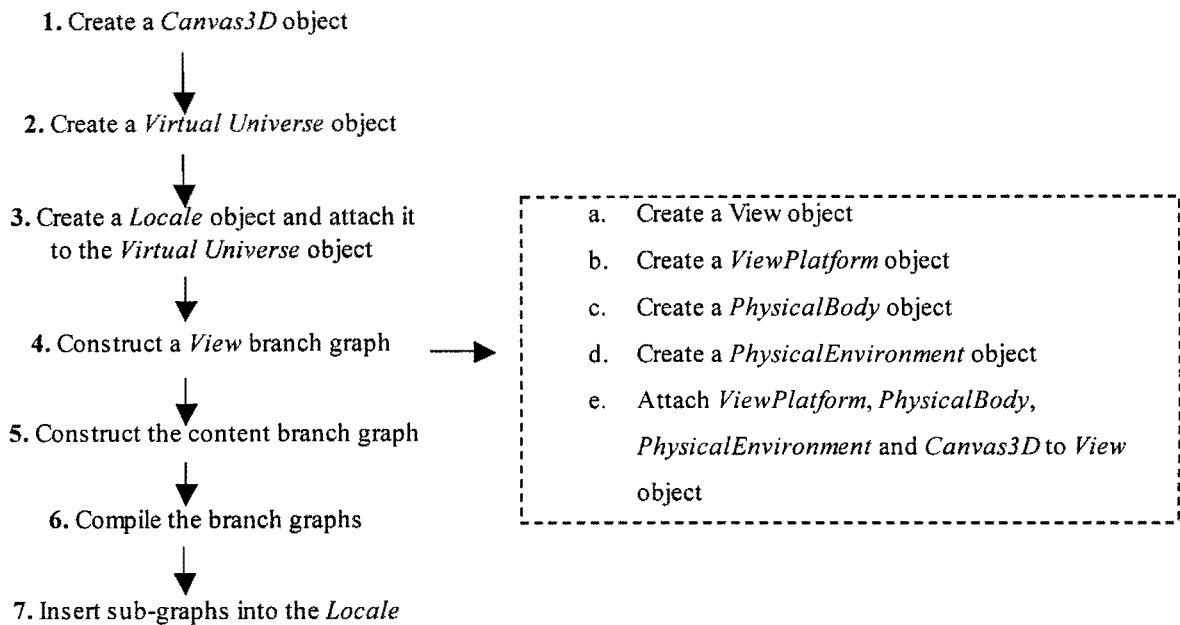 1. Create a Canvas3D object
2. Create a Virtual Universe object
3. Create a Locale object and attach it
to the Virtual Universe object
4. Construct a View branch graph
5. Construct the content branch graph
6. Compile the branch graphs
7. Insert sub-graphs into the Locale
a. Create a View object
b. Create a ViewPlatform object
c. Create a PhysicalBody object
d. Create a PhysicalEnvironment object
e. Attach ViewPlatform, PhysicalBody,
PhysicalEnvironment and Canvas3D to View
object